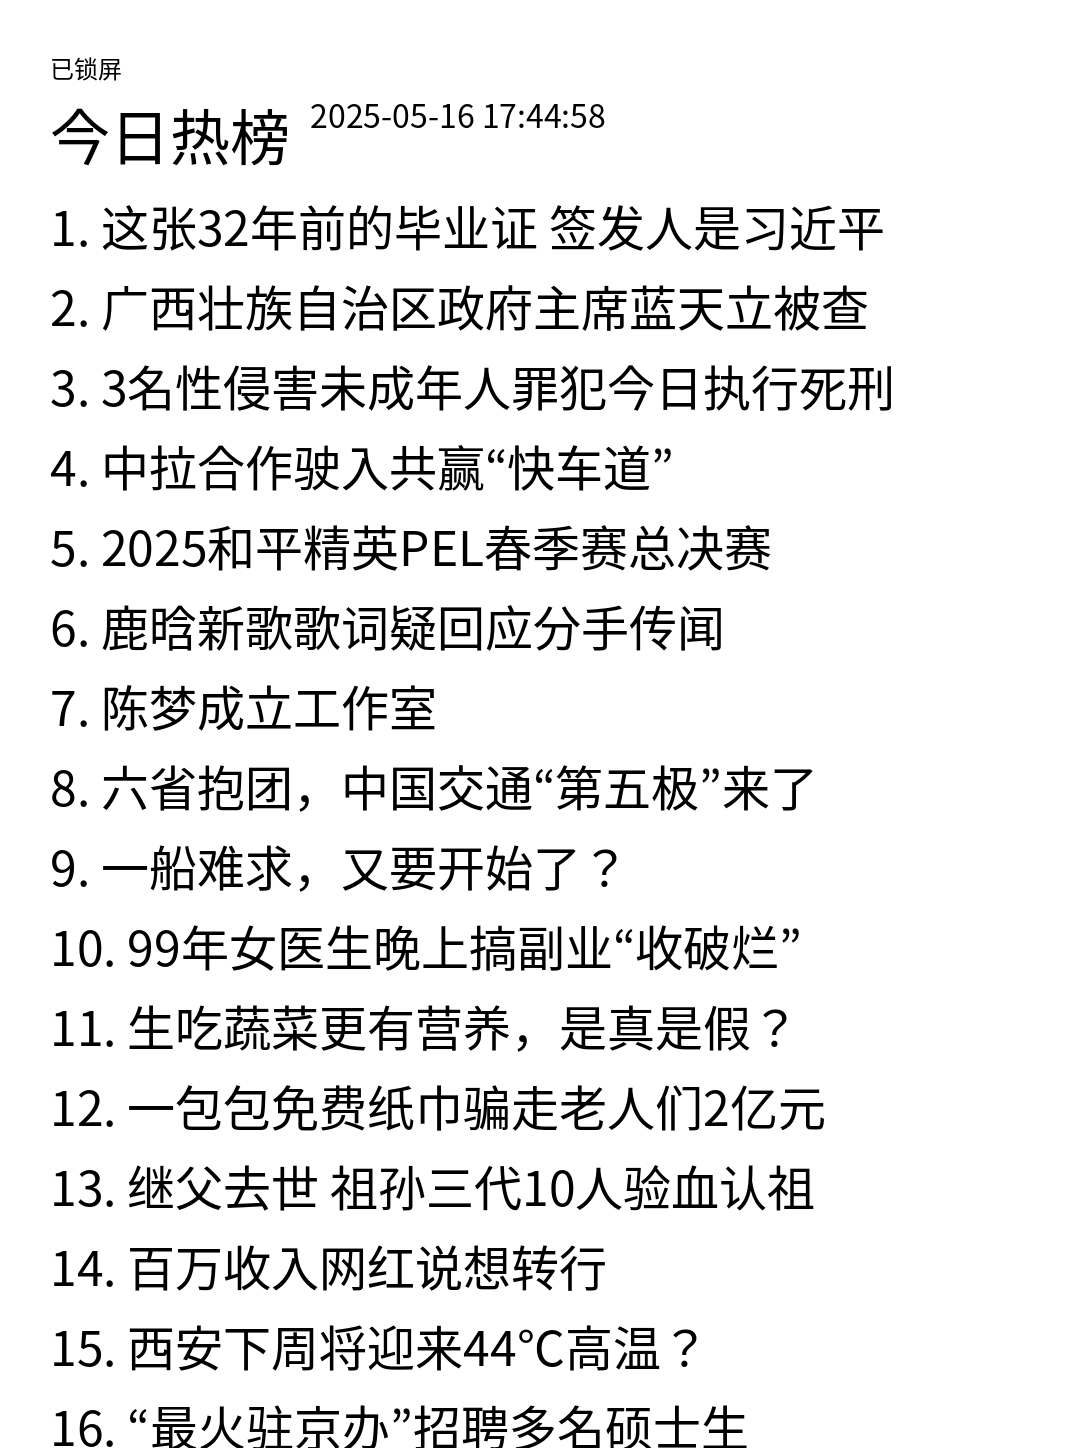 已锁屏
今日热榜 2025-05-16 17:44:58
1. 这张32年前的毕业证 签发人是习近平
2. 广西壮族自治区政府主席蓝天立被查
3. 3名性侵害未成年人罪犯今日执行死刑
4. 中拉合作驶入共赢“快车道”
5. 2025和平精英PEL春季赛总决赛
6. 鹿晗新歌歌词疑回应分手传闻
7. 陈梦成立工作室
8. 六省抱团，中国交通“第五极”来了
9. 一船难求，又要开始了？
10. 99年女医生晚上搞副业“收破烂”
11. 生吃蔬菜更有营养，是真是假？
12. 一包包免费纸巾骗走老人们2亿元
13. 继父去世 祖孙三代10人验血认祖
14. 百万收入网红说想转行
15. 西安下周将迎来44℃高温？
16. “最火驻京办”招聘多名硕士生